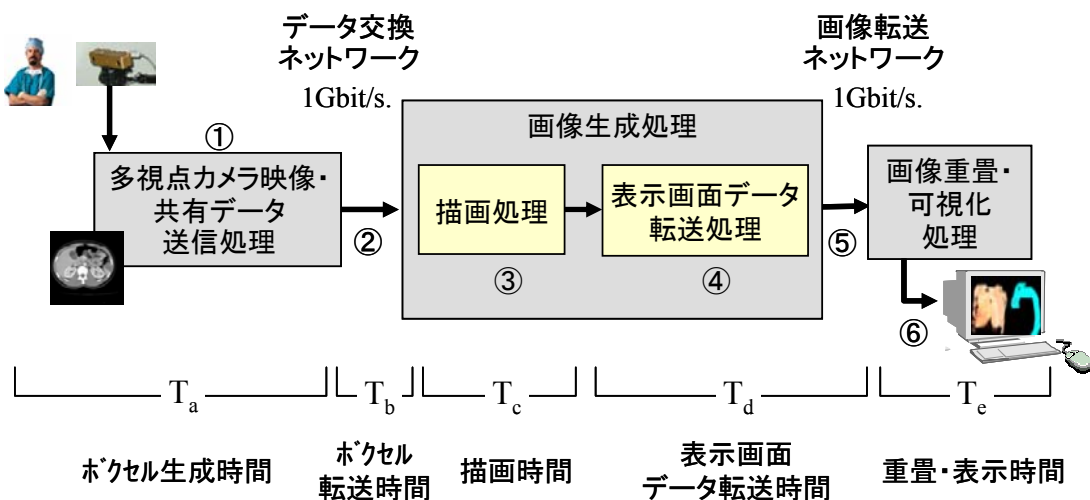 データ交換
ネットワーク
1Gbit/s.
画像転送
ネットワーク
1Gbit/s.
画像生成処理
①
多視点カメラ映像・
共有データ
送信処理
②
描画処理
③
表示画面データ
転送処理
④
⑤
画像重畳・
可視化
処理
⑥
Ta
Tb
Tc
Td
Te
ボクセル生成時間
ボクセル
転送時間
描画時間
表示画面
データ転送時間
重畳・表示時間